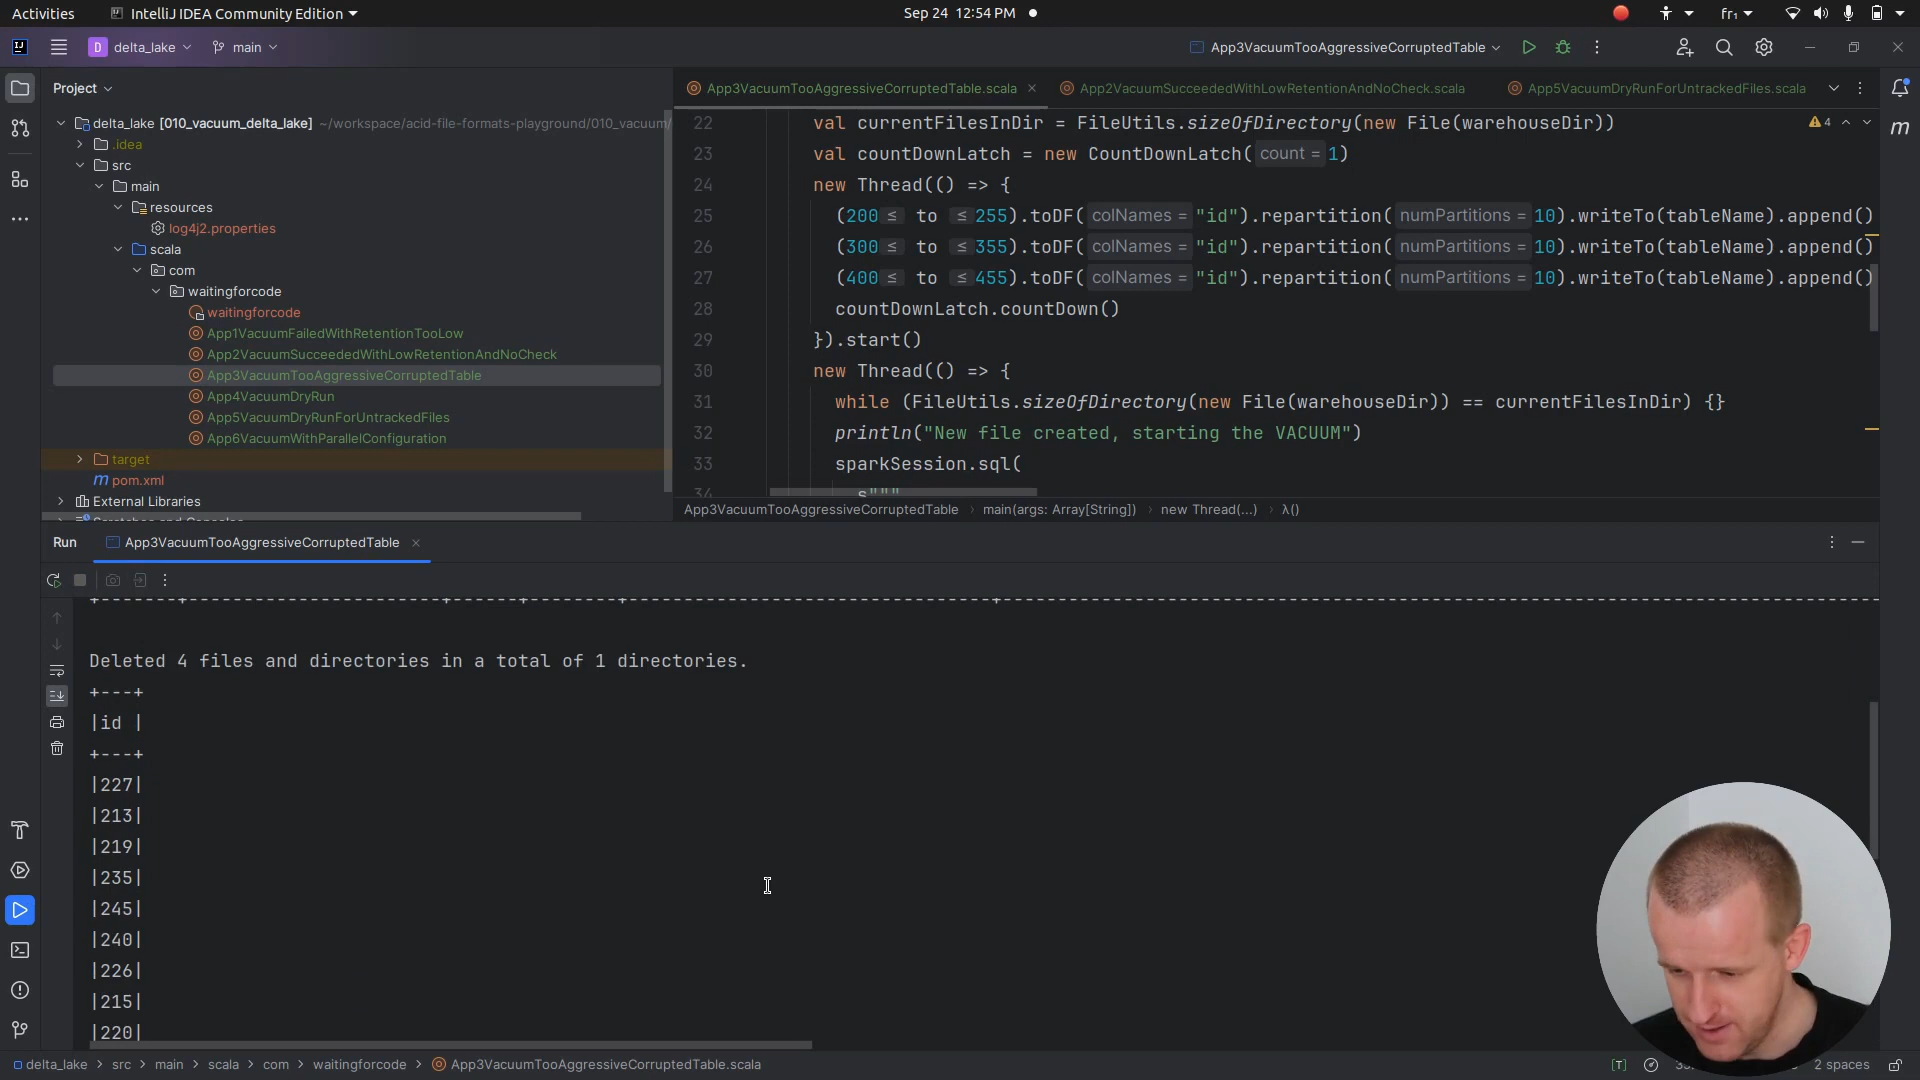 Activities
IntelliJ IDEA Community Edition
Sep 24 12:54 PM
fr₁
D delta_lake
main
App3VacuumTooAggressiveCorruptedTable
Project
delta_lake [010_vacuum_delta_lake] ~/workspace/acid-file-formats-playground/010_vacuum/
.idea
src
main
resources
log4j2.properties
scala
com
waitingforcode
waitingforcode
App1VacuumFailedWithRetentionTooLow
App2VacuumSucceededWithLowRetentionAndNoCheck
App3VacuumTooAggressiveCorruptedTable
App4VacuumDryRun
App5VacuumDryRunForUntrackedFiles
App6VacuumWithParallelConfiguration
target
m pom.xml
External Libraries
App3VacuumTooAggressiveCorruptedTable.scala
App2VacuumSucceededWithLowRetentionAndNoCheck.scala
App5VacuumDryRunForUntrackedFiles.scala
4
22 val currentFilesInDir = FileUtils.sizeOfDirectory(new File(warehouseDir))
23 val countDownLatch = new CountDownLatch( count = 1)
24 new Thread(() => {
25 (200 ≤ to ≤ 255).toDF( colNames = "id").repartition( numPartitions = 10).writeTo(tableName).append()
26 (300 ≤ to ≤ 355).toDF( colNames = "id").repartition( numPartitions = 10).writeTo(tableName).append()
27 (400 ≤ to ≤ 455).toDF( colNames = "id").repartition( numPartitions = 10).writeTo(tableName).append()
28 countDownLatch.countDown()
29 }).start()
30 new Thread(() => {
31 while (FileUtils.sizeOfDirectory(new File(warehouseDir)) == currentFilesInDir) {}
32 println("New file created, starting the VACUUM")
33 sparkSession.sql(
34 s"""
App3VacuumTooAggressiveCorruptedTable
main(args: Array[String])
new Thread(...)
λ()
Run
App3VacuumTooAggressiveCorruptedTable
Deleted 4 files and directories in a total of 1 directories.
+---+
|id |
+---+
|227|
|213|
|219|
|235|
|245|
|240|
|226|
|215|
|220|
delta_lake > src > main > scala > com > waitingforcode > App3VacuumTooAggressiveCorruptedTable.scala
2 spaces